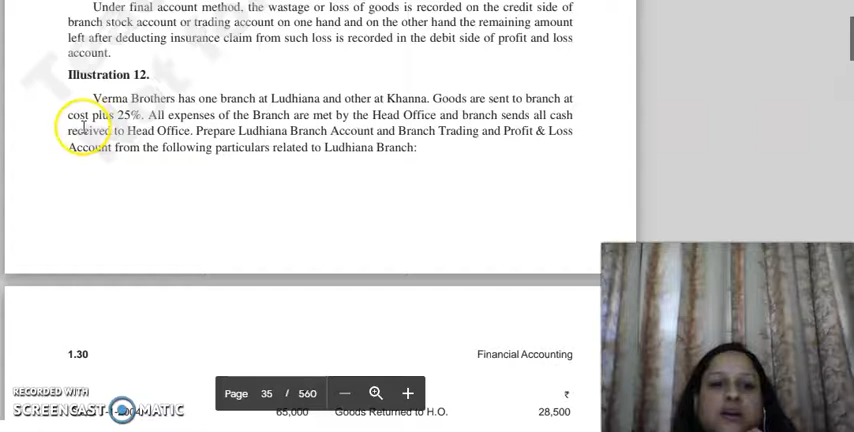 Under final account method, the wastage or loss of goods is recorded on the credit side of
branch stock account or trading account on one hand and on the other hand the remaining amount
left after deducting insurance claim from such loss is recorded in the debit side of profit and loss
account.
Illustration 12.
Verma Brothers has one branch at Ludhiana and other at Khanna. Goods are sent to branch at
cost plus 25%. All expenses of the Branch are met by the Head Office and branch sends all cash
received to Head Office. Prepare Ludhiana Branch Account and Branch Trading and Profit & Loss
Account from the following particulars related to Ludhiana Branch:
1.30 Financial Accounting
₹
65,000 Goods Returned to H.O. 28,500
Page 35 / 560
RECORDED WITH
SCREENCAST-O-MATIC